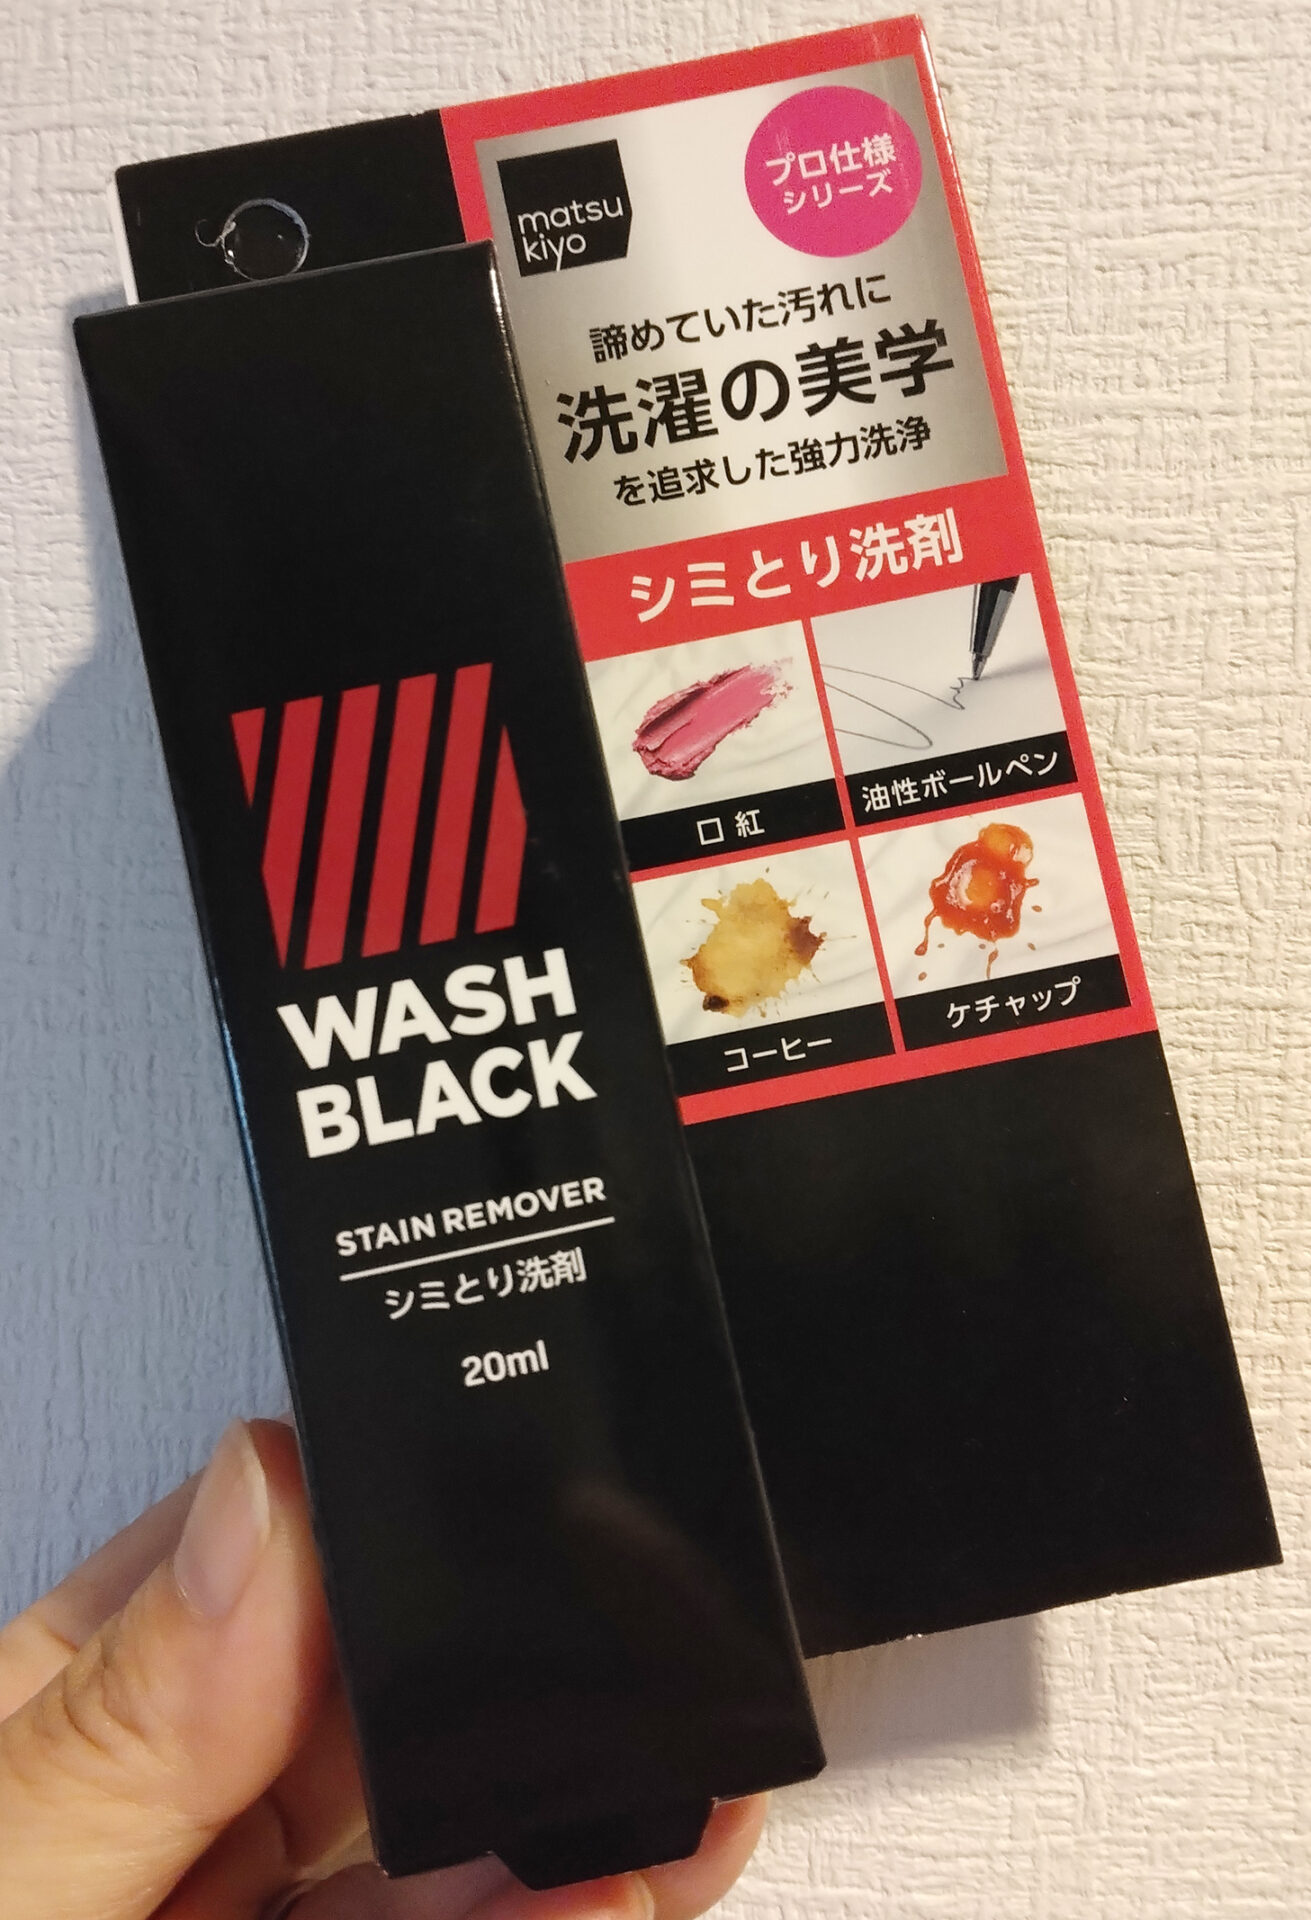 matsu
kiyo
プロ仕様
シリーズ
諦めていた汚れに
洗濯の美学
を追求した強力洗浄
シミとり洗剤
口紅
油性ボールペン
コーヒー
ケチャップ
WASH
BLACK
STAIN REMOVER
シミとり洗剤
20ml